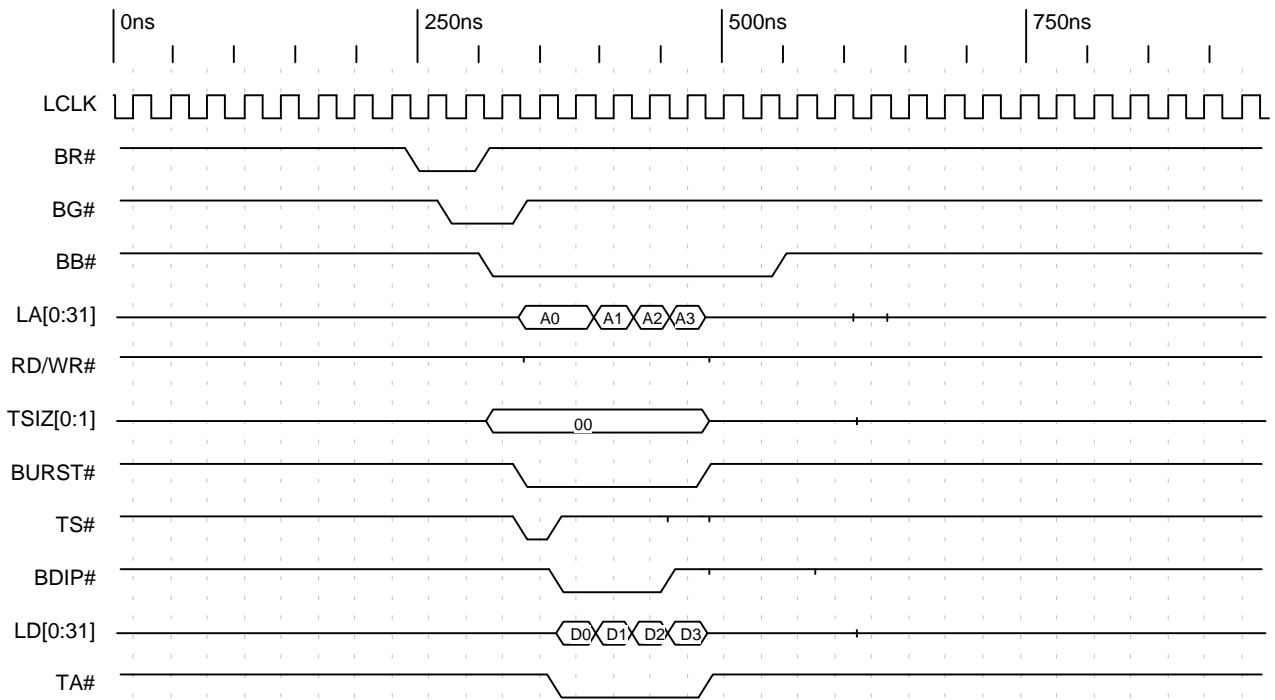 0ns 250ns 500ns 750ns
LCLK
BR#
BG#
BB#
LA[0:31] A0 A1 A2 A3
RD/WR#
TSIZ[0:1] 00
BURST#
TS#
BDIP#
LD[0:31] D0 D1 D2 D3
TA#